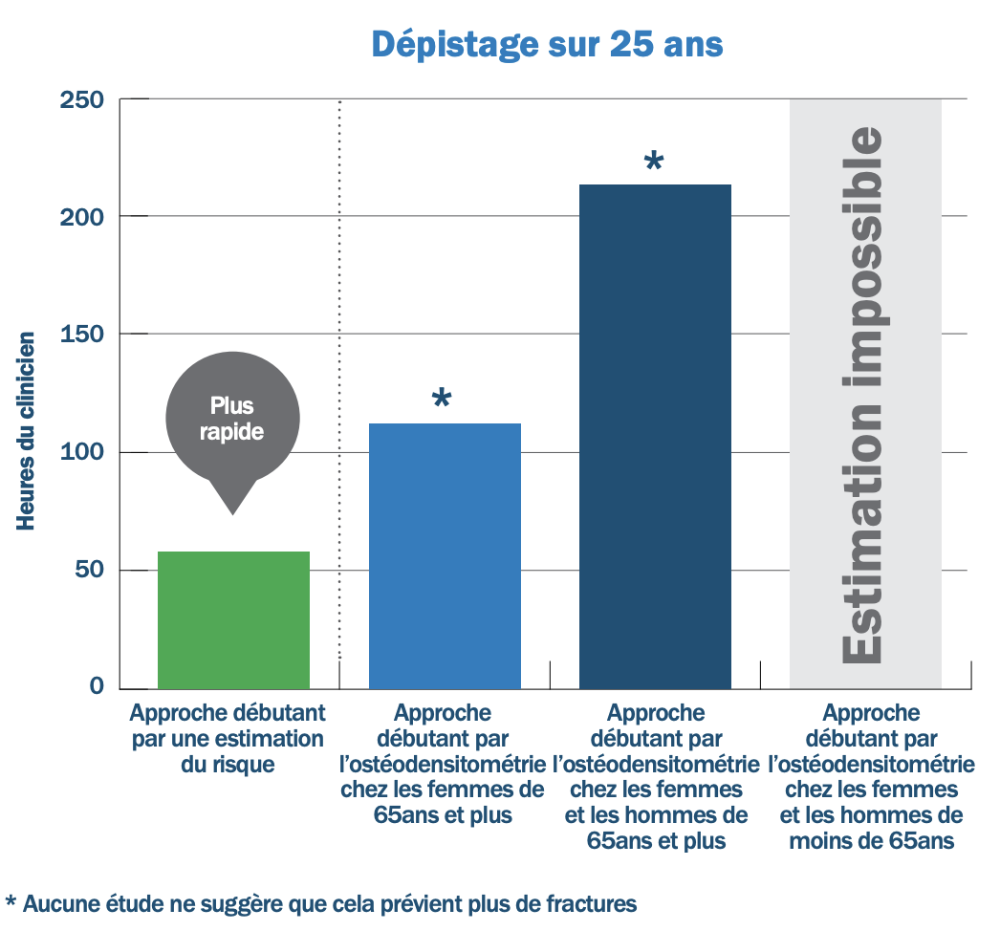 Dépistage sur 25 ans
250
200
150
100
50
0
Heures du clinicien
Plus
rapide
*
*
Estimation impossible
Approche débutant
par une estimation
du risque
Approche
débutant par
l’ostéodensitométrie
chez les femmes de
65ans et plus
Approche
débutant par
l’ostéodensitométrie
chez les femmes
et les hommes de
65ans et plus
Approche
débutant par
l’ostéodensitométrie
chez les femmes
et les hommes de
moins de 65ans
* Aucune étude ne suggère que cela prévient plus de fractures